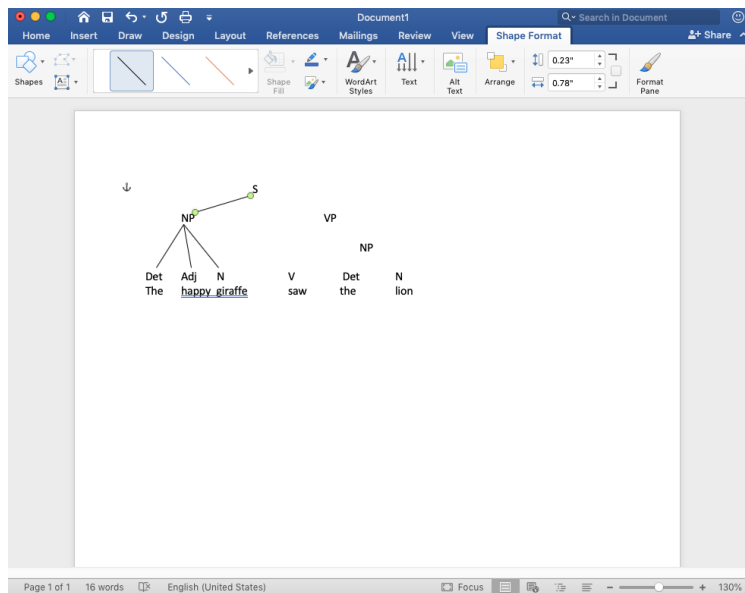 Document1
Search in Document
Home Insert Draw Design Layout References Mailings Review View Shape Format Share
Shapes
Shape Fill
WordArt Styles
Text
Alt Text
Arrange
0.23"
0.78"
Format Pane
S
NP VP
NP
Det Adj N V Det N
The happy giraffe saw the lion
Page 1 of 1 16 words English (United States) Focus 130%